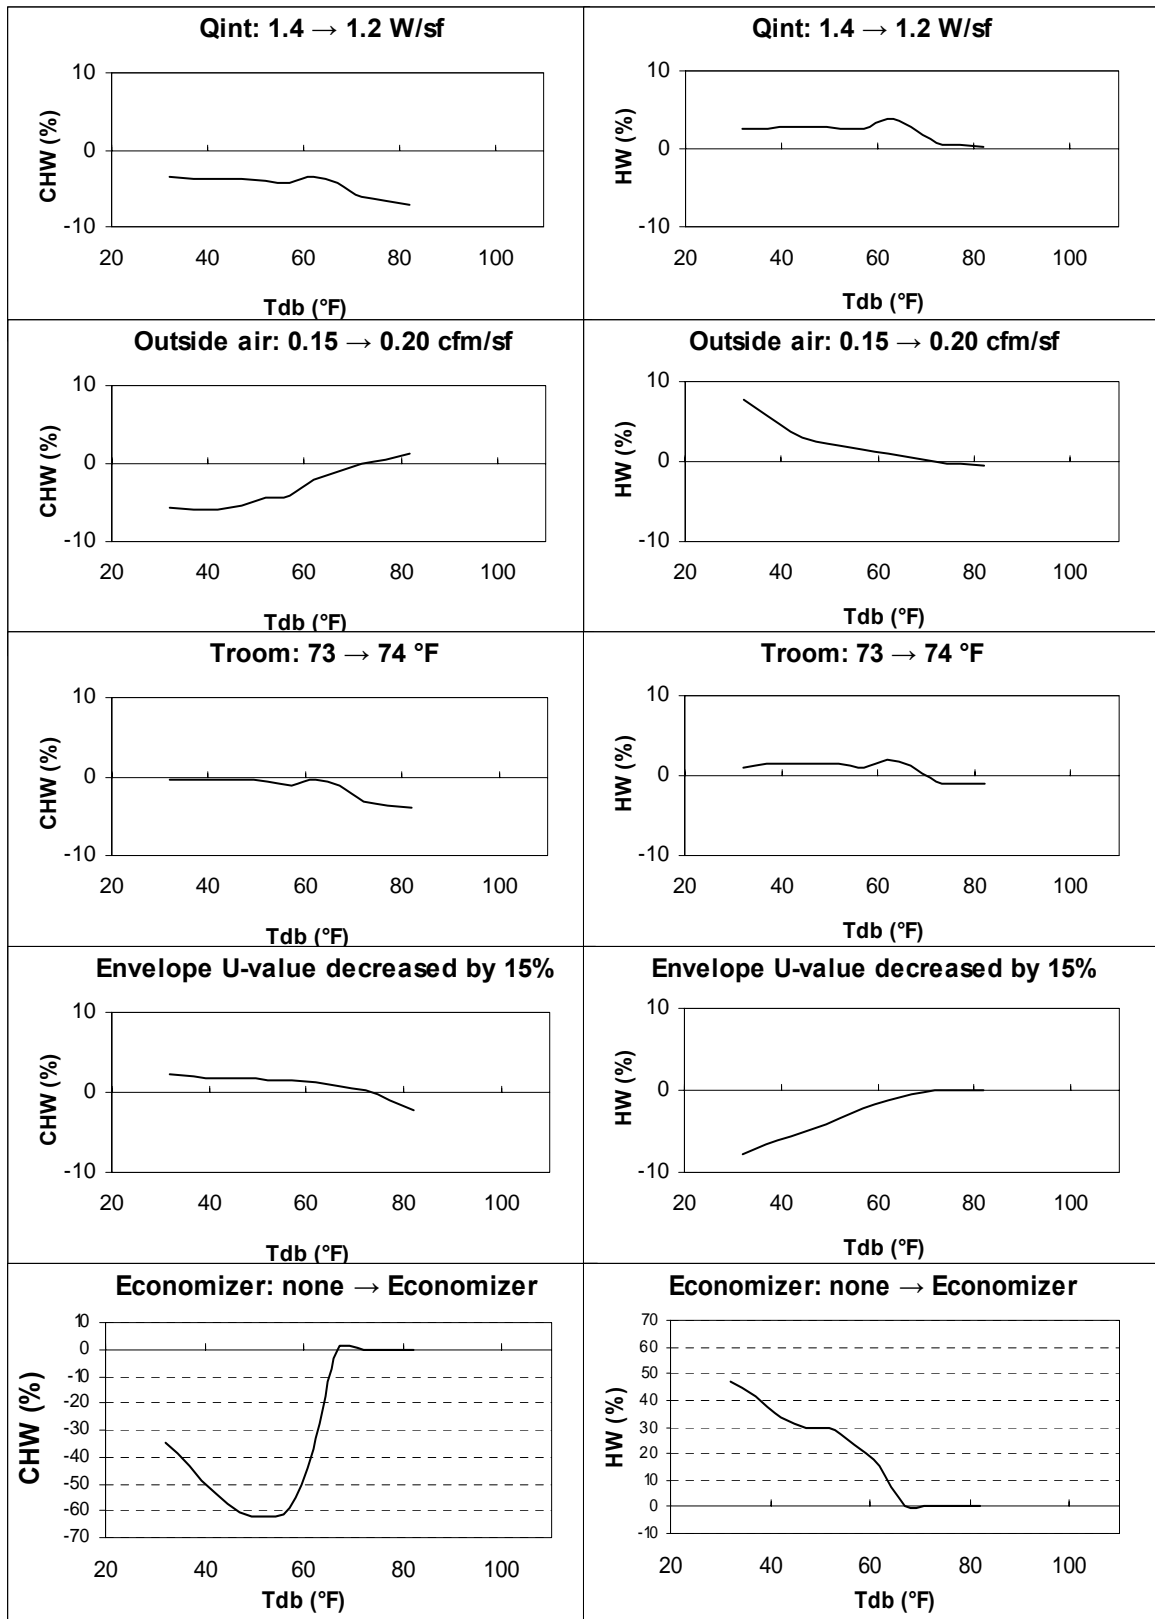 Qint: 1.4 → 1.2 W/sf
10
0
-10
CHW (%)
20 40 60 80 100
Tdb (°F)
Qint: 1.4 → 1.2 W/sf
10
0
-10
HW (%)
20 40 60 80 100
Tdb (°F)
Outside air: 0.15 → 0.20 cfm/sf
10
0
-10
CHW (%)
20 40 60 80 100
Tdb (°F)
Outside air: 0.15 → 0.20 cfm/sf
10
0
-10
HW (%)
20 40 60 80 100
Tdb (°F)
Troom: 73 → 74 °F
10
0
-10
CHW (%)
20 40 60 80 100
Tdb (°F)
Troom: 73 → 74 °F
10
0
-10
HW (%)
20 40 60 80 100
Tdb (°F)
Envelope U-value decreased by 15%
10
0
-10
CHW (%)
20 40 60 80 100
Tdb (°F)
Envelope U-value decreased by 15%
10
0
-10
HW (%)
20 40 60 80 100
Tdb (°F)
Economizer: none → Economizer
10
0
-10
-20
-30
-40
-50
-60
-70
CHW (%)
20 40 60 80 100
Tdb (°F)
Economizer: none → Economizer
70
60
50
40
30
20
10
0
-10
HW (%)
20 40 60 80 100
Tdb (°F)